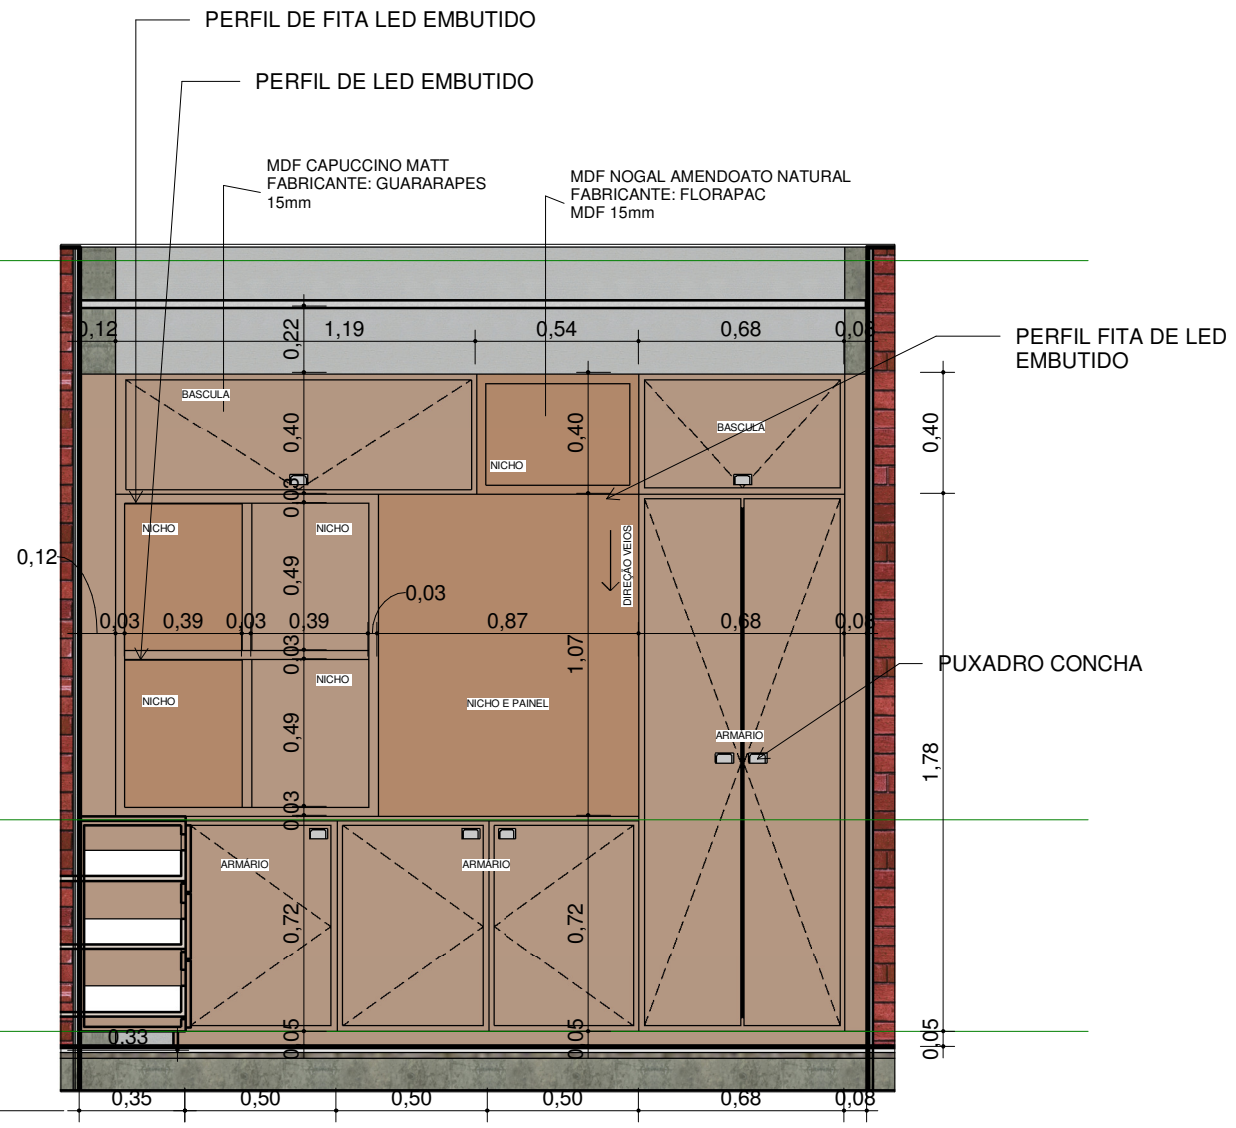 PERFIL DE FITA LED EMBUTIDO
PERFIL DE LED EMBUTIDO
MDF CAPUCCINO MATT
FABRICANTE: GUARARAPES
15mm
MDF NOGAL AMENDOATO NATURAL
FABRICANTE: FLORAPAC
MDF 15mm
0,12
0,22
1,19
0,54
0,68
0,08
PERFIL FITA DE LED
EMBUTIDO
BASCULA
0,40
0,40
BASCULA
0,40
NICHO
0,03
NICHO
NICHO
DIREÇÃO VEIOS
0,12
0,49
0,03
0,03
0,39
0,03
0,39
0,87
0,68
0,08
0,03
1,07
PUXADRO CONCHA
NICHO
NICHO
NICHO E PAINEL
0,49
ARMÁRIO
1,78
0,03
ARMÁRIO
ARMÁRIO
0,72
0,72
0,33
0,05
0,05
0,05
0,35
0,50
0,50
0,50
0,68
0,08